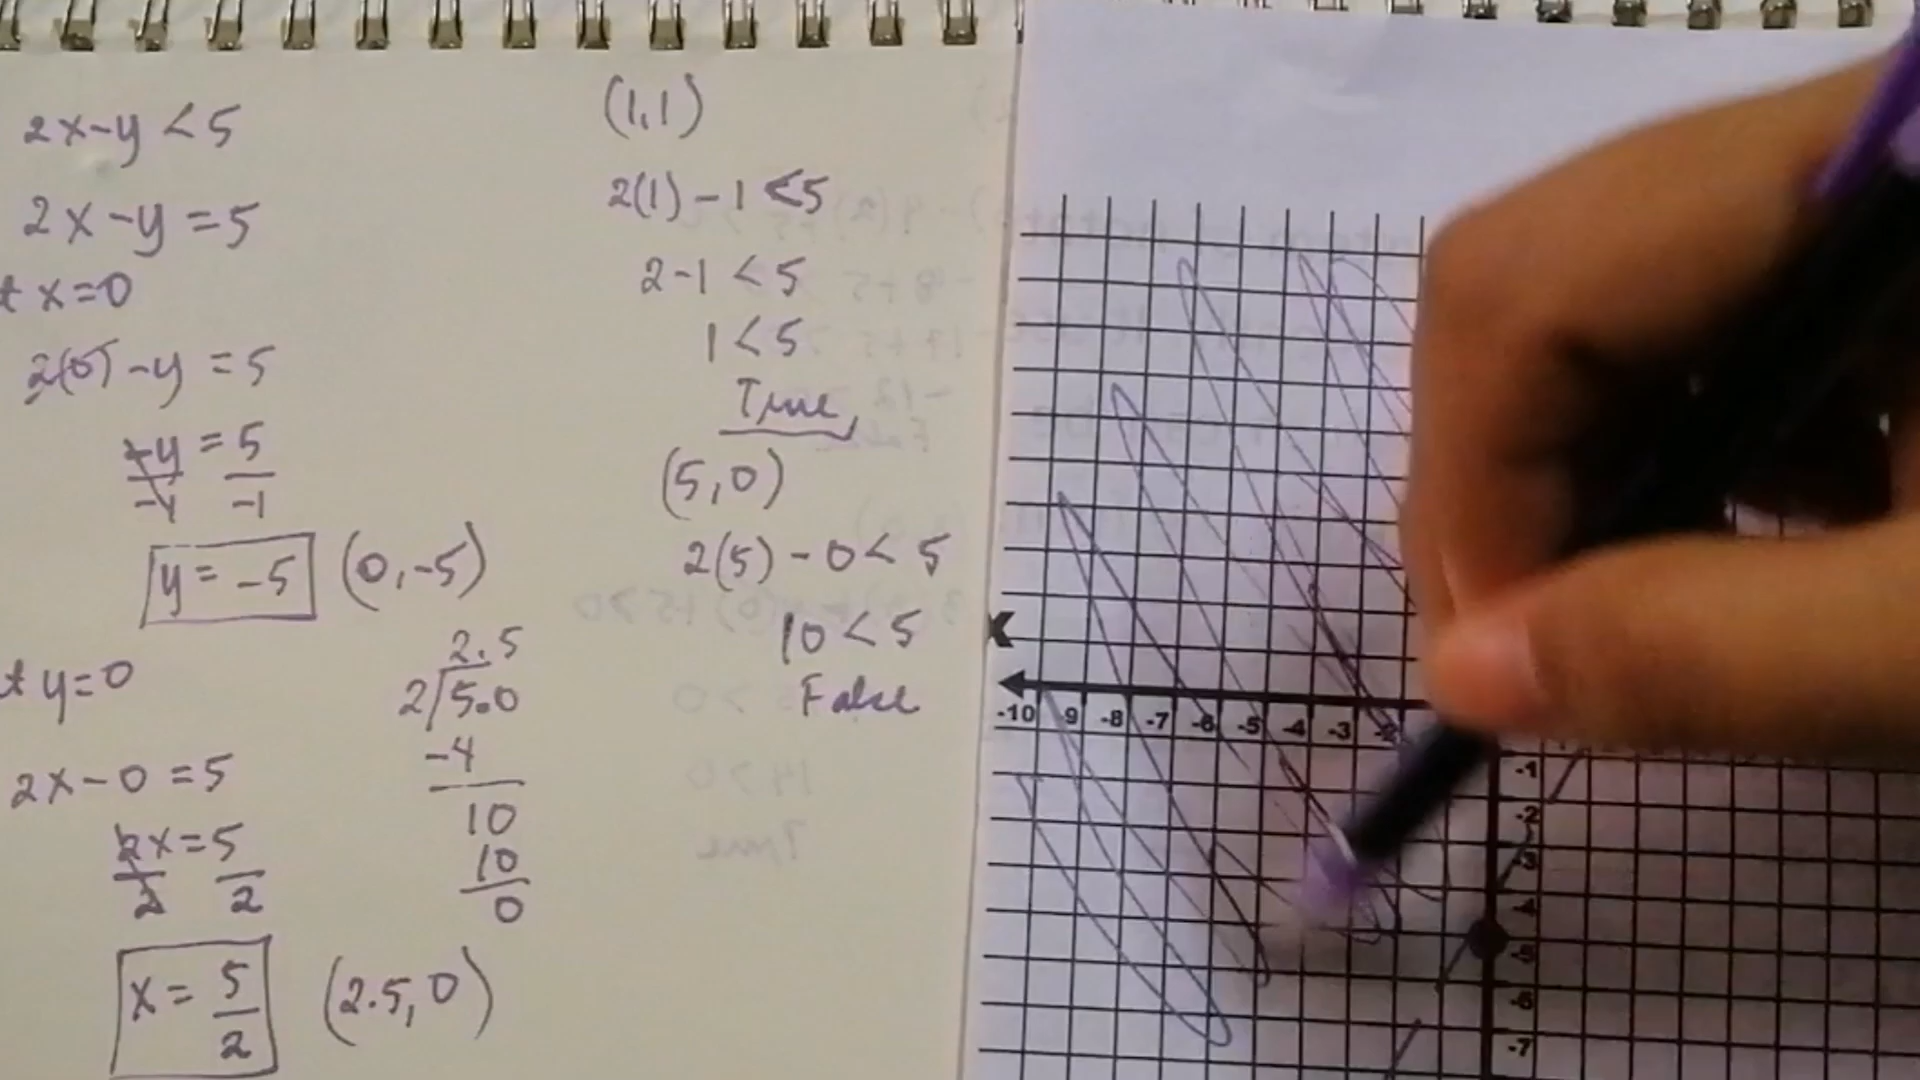 2x-y <5
2x-y =5
t x=0
2(0) -y =5
-y = 5
-1 -1
y = -5 (0,-5)
t y=0
2x-0 =5
2x=5
2 2
x = 5
2
(2.5,0)
2.5
2 5.0
-4
10
10
0
(1,1)
2(1) - 1 <5
2-1 <5
1 <5
True
(5,0)
2(5) - 0 < 5
10 < 5
False
x
-10 -9 -8 -7 -6 -5 -4 -3 -2
-1
-2
-3
-4
-5
-6
-7